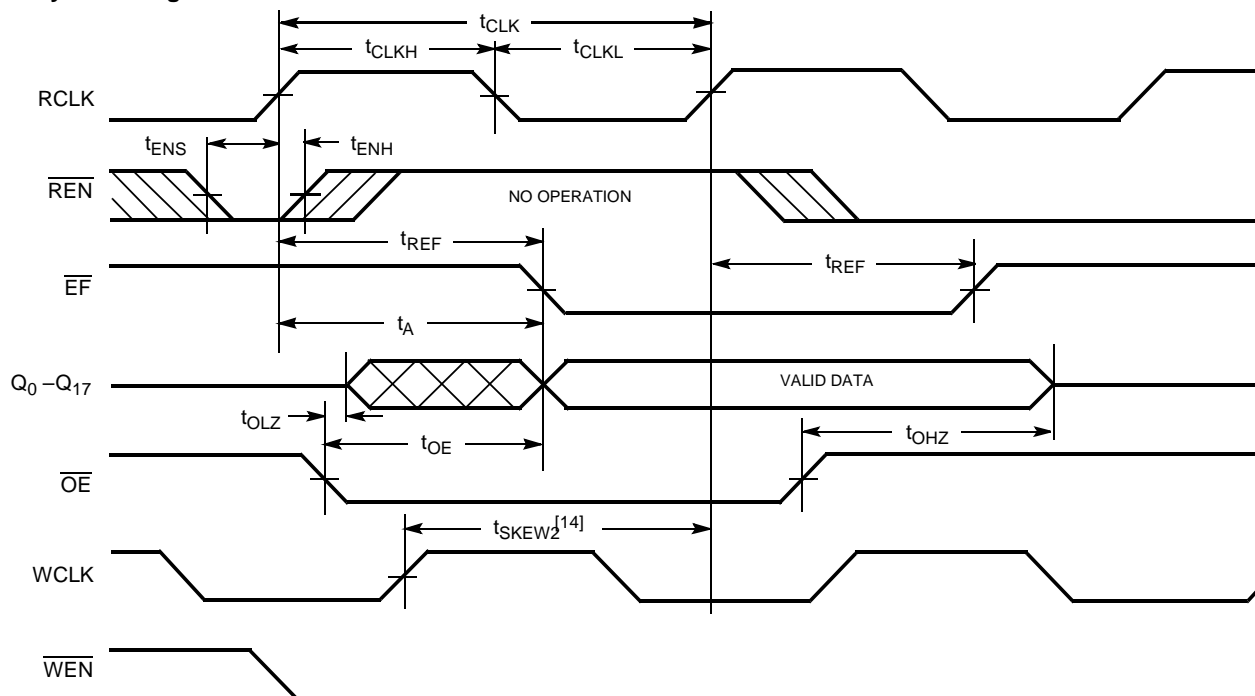 tCLK
tCLKH
tCLKL
RCLK
tENS
tENH
REN
NO OPERATION
tREF
tREF
EF
tA
Q0 –Q17
VALID DATA
tOLZ
tOE
tOHZ
OE
tSKEW2[14]
WCLK
WEN